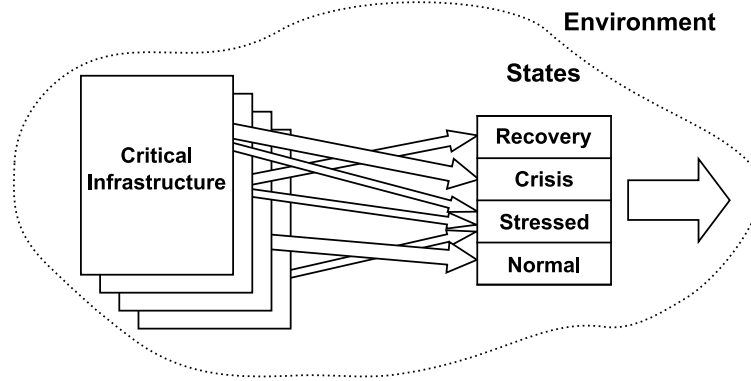 Environment
States
Critical
Infrastructure
Recovery
Crisis
Stressed
Normal